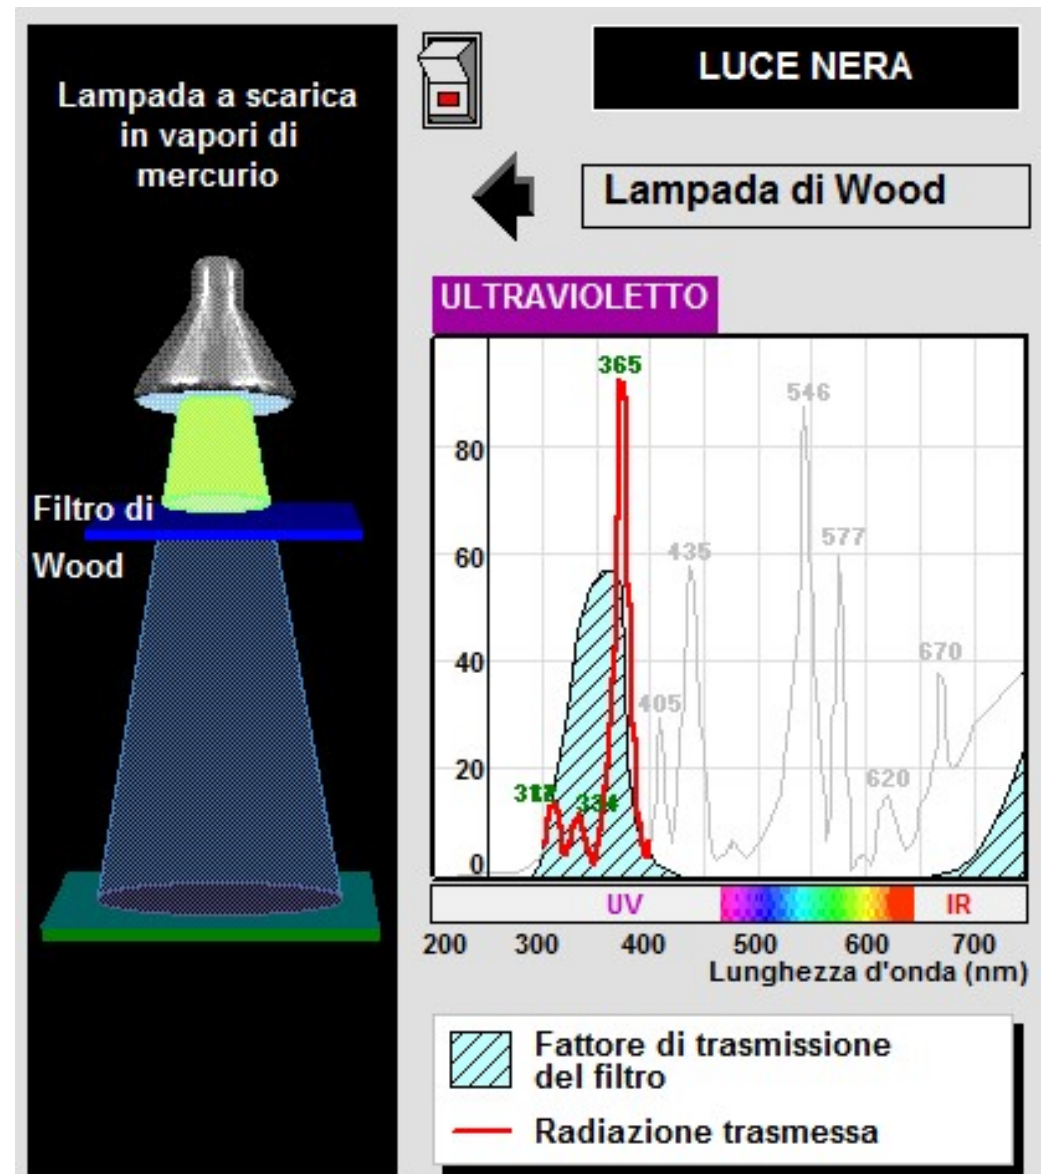 Lampada a scarica
in vapori di
mercurio
Filtro di
Wood
LUCE NERA
Lampada di Wood
ULTRAVIOLETTO
365
546
80
435
577
60
40
405
670
20
334
620
0
UV
IR
200 300 400 500 600 700
Lunghezza d'onda (nm)
Fattore di trasmissione
del filtro
Radiazione trasmessa